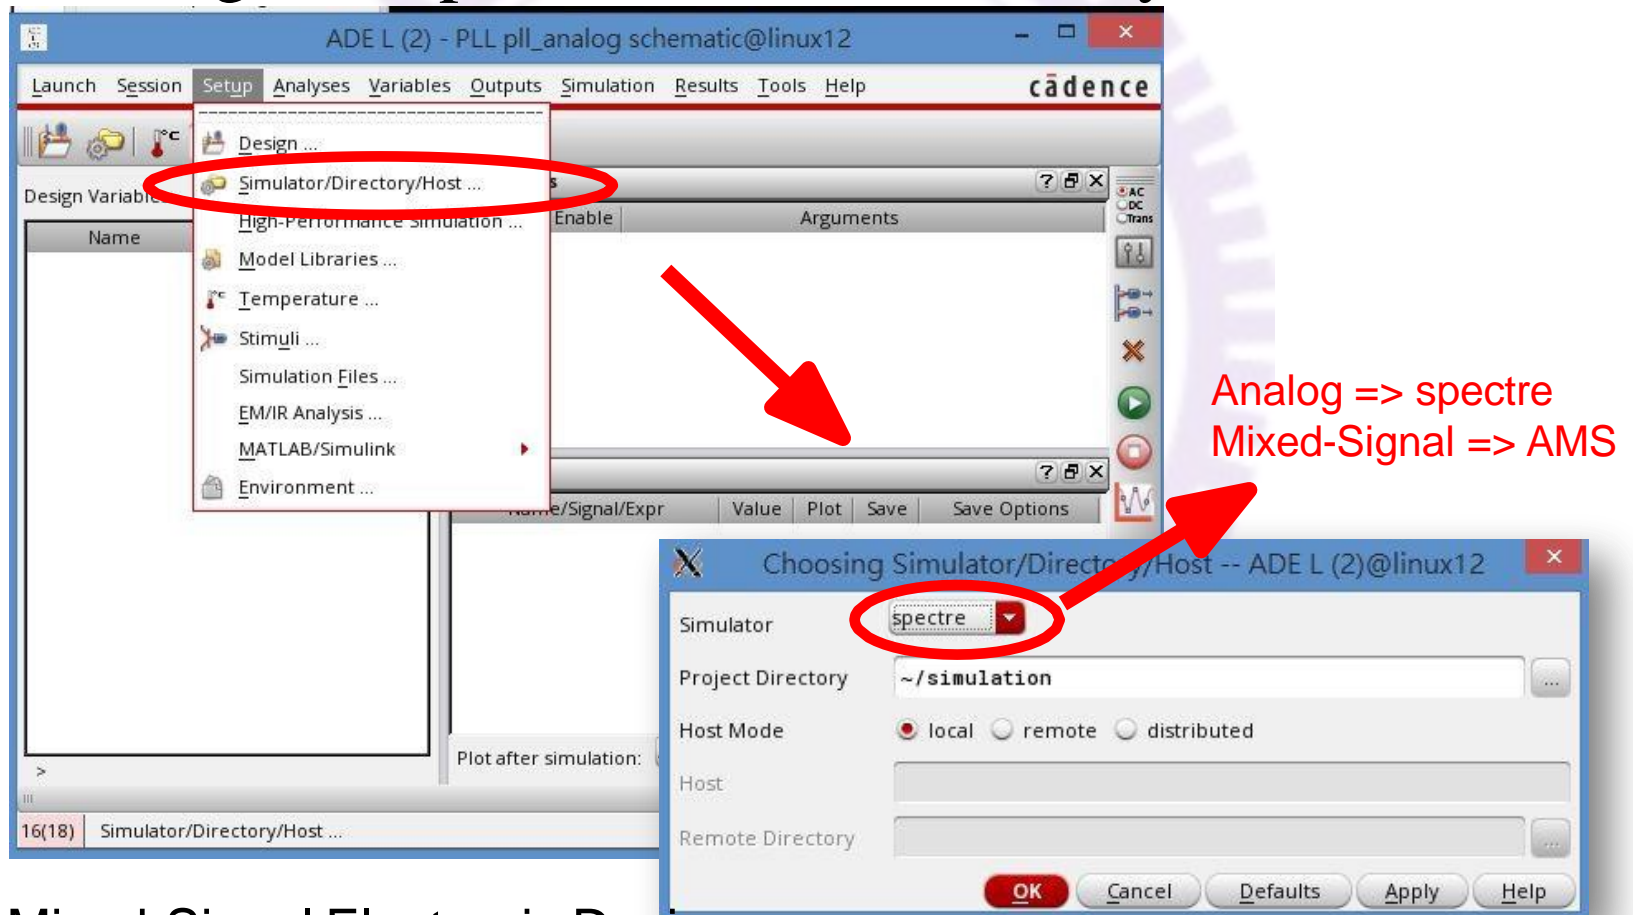 ADE L (2) - PLL pll_analog schematic@linux12
Launch Session Setup Analyses Variables Outputs Simulation Results Tools Help cādence
Design ...
Simulator/Directory/Host ...
High-Performance Simulation ...
Model Libraries ...
Temperature ...
Stimuli ...
Simulation Files ...
EM/IR Analysis ...
MATLAB/Simulink
Environment ...
°C
Design
Name
Enable Arguments
AC
DC
Trans
Name/Signal/Expr Value Plot Save Save Options
Plot after simulation:
>
16(18) Simulator/Directory/Host ...
Analog => spectre
Mixed-Signal => AMS
Choosing Simulator/Directory/Host -- ADE L (2)@linux12
Simulator spectre
Project Directory ~/simulation ...
Host Mode local remote distributed
Host
Remote Directory ...
OK Cancel Defaults Apply Help